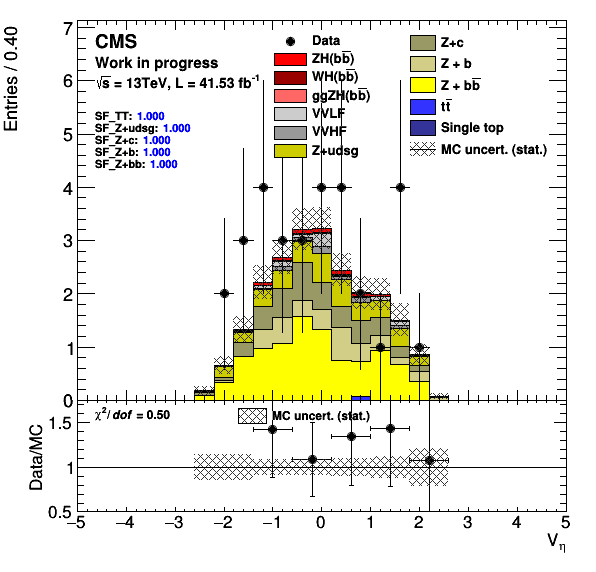 CMS
Work in progress
√s = 13TeV, L = 41.53 fb⁻¹
SF_TT: 1.000
SF_Z+udsg: 1.000
SF_Z+c: 1.000
SF_Z+b: 1.000
SF_Z+bb: 1.000
Data
ZH(bb̅)
WH(bb̅)
ggZH(bb̅)
VVLF
VVHF
Z+udsg
Z+c
Z + b
Z + bb̅
tt̅
Single top
MC uncert. (stat.)
Entries / 0.40
7
6
5
4
3
2
1
0
χ²/dof = 0.50
MC uncert. (stat.)
Data/MC
1.5
1
0.5
−5 −4 −3 −2 −1 0 1 2 3 4 5
Vη